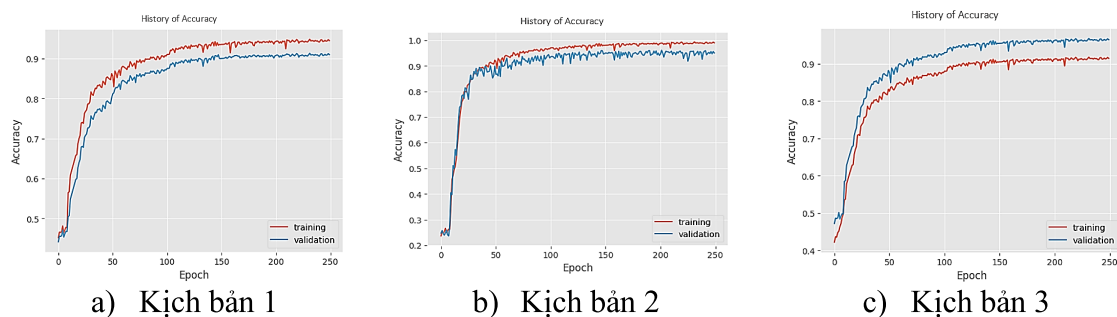 History of Accuracy
Accuracy
0.9
0.8
0.7
0.6
0.5
0
50
100
150
200
250
Epoch
training
validation
a) Kịch bản 1
History of Accuracy
Accuracy
1.0
0.9
0.8
0.7
0.6
0.5
0.4
0.3
0.2
0
50
100
150
200
250
Epoch
training
validation
b) Kịch bản 2
History of Accuracy
Accuracy
0.9
0.8
0.7
0.6
0.5
0.4
0
50
100
150
200
250
Epoch
training
validation
c) Kịch bản 3